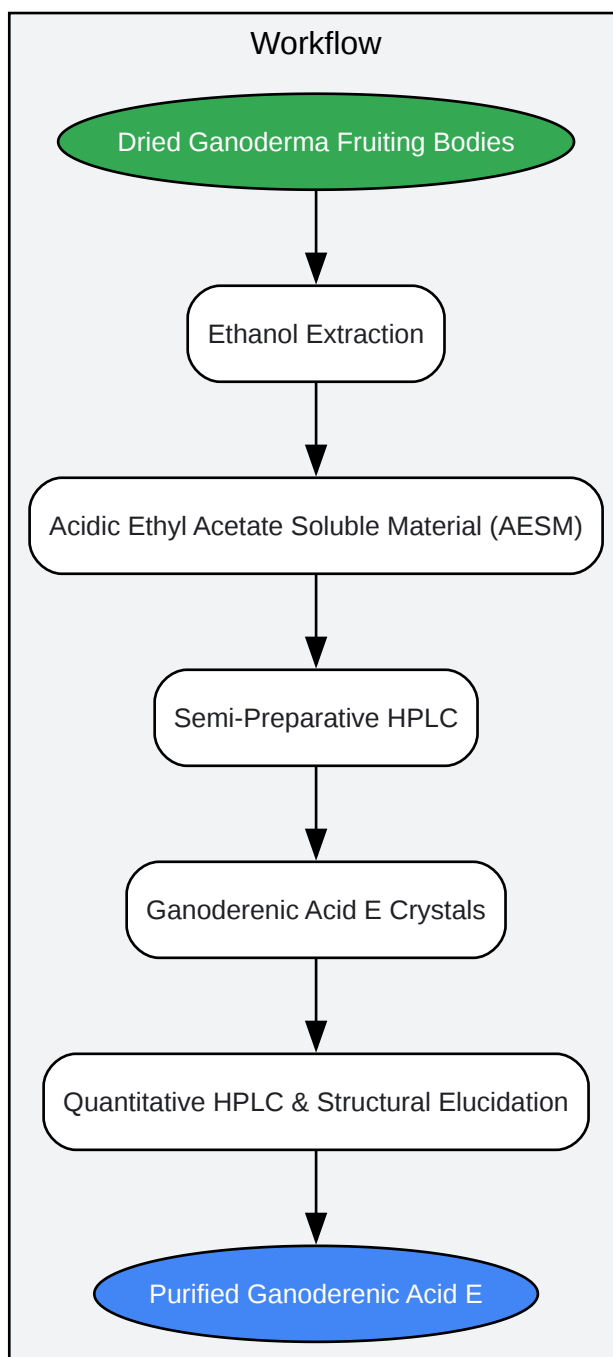 Workflow
Dried Ganoderma Fruiting Bodies
Ethanol Extraction
Acidic Ethyl Acetate Soluble Material (AESM)
Semi-Preparative HPLC
Ganoderenic Acid E Crystals
Quantitative HPLC & Structural Elucidation
Purified Ganoderenic Acid E